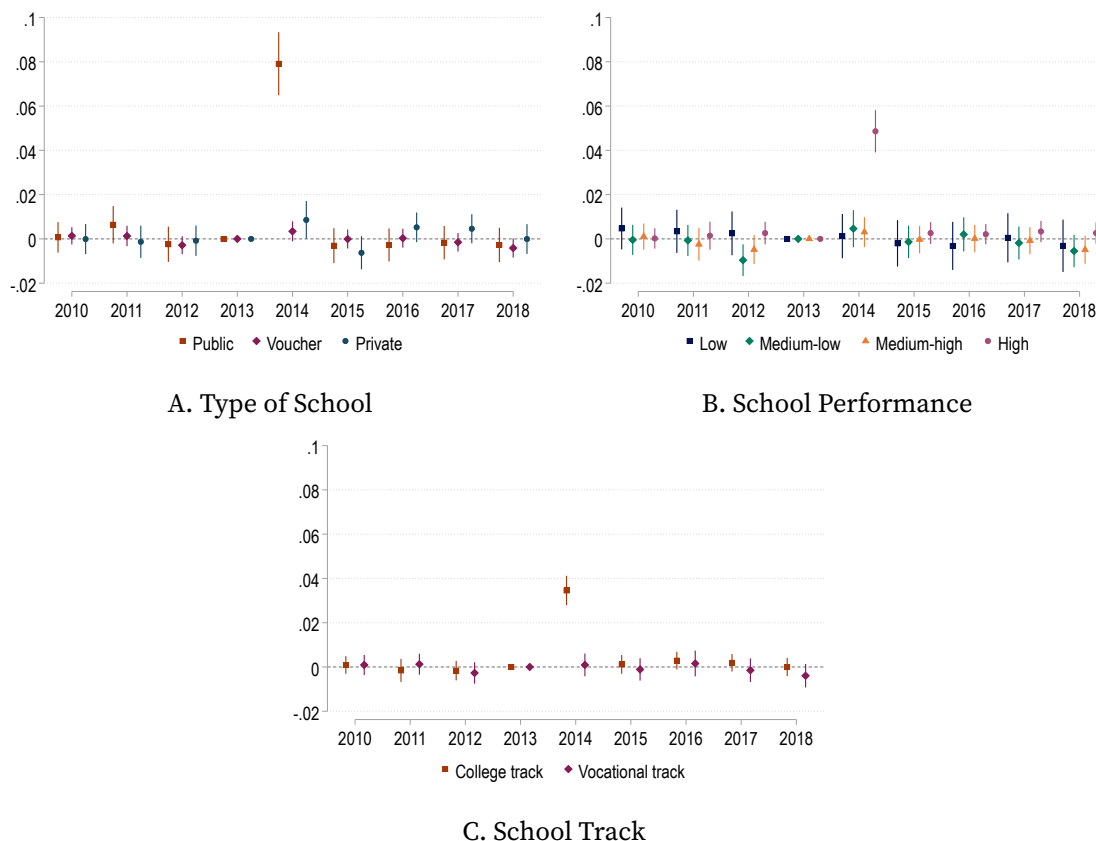 .1
.08
.06
.04
.02
0
-.02
2010 2011 2012 2013 2014 2015 2016 2017 2018
Public Voucher Private
A. Type of School
.1
.08
.06
.04
.02
0
-.02
2010 2011 2012 2013 2014 2015 2016 2017 2018
Low Medium-low Medium-high High
B. School Performance
.1
.08
.06
.04
.02
0
-.02
2010 2011 2012 2013 2014 2015 2016 2017 2018
College track Vocational track
C. School Track